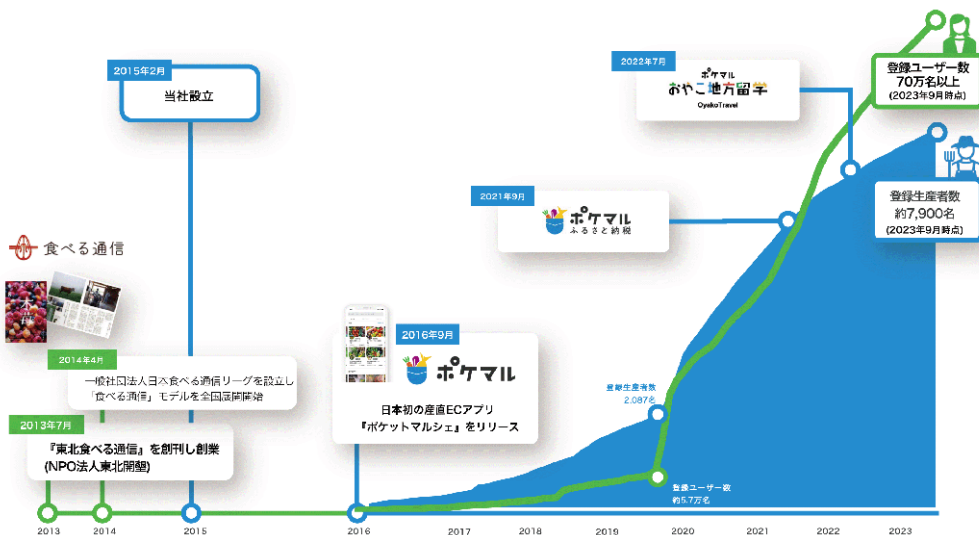 2015年2月
当社設立
2022年7月
ポケマル
おやこ地方留学
OyakoTravel
登録ユーザー数
70万名以上
(2023年9月時点)
2021年9月
ポケマル
ふるさと納税
登録生産者数
約7,900名
(2023年9月時点)
食べる通信
2014年4月
一般社団法人日本食べる通信リーグを設立し
「食べる通信」モデルを全国展開開始
2013年7月
『東北食べる通信』を創刊し創業
(NPO法人東北開墾)
2016年9月
ポケマル
日本初の産直ECアプリ
『ポケットマルシェ』をリリース
登録生産者数
2,087名
登録ユーザー数
約5.7万名
2013 2014 2015 2016 2017 2018 2019 2020 2021 2022 2023